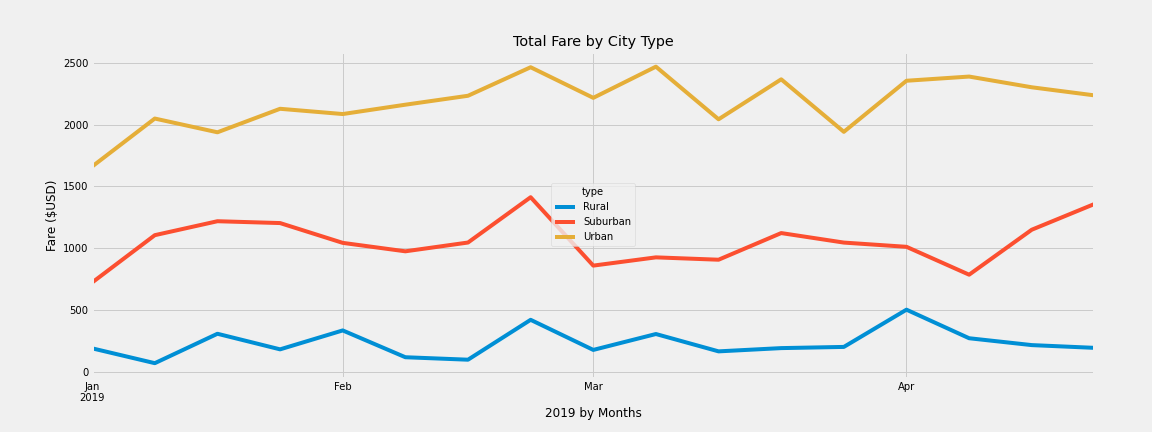 Total Fare by City Type
Fare ($USD)
2500
2000
1500
1000
500
0
type
Rural
Suburban
Urban
Jan
2019
Feb
Mar
Apr
2019 by Months